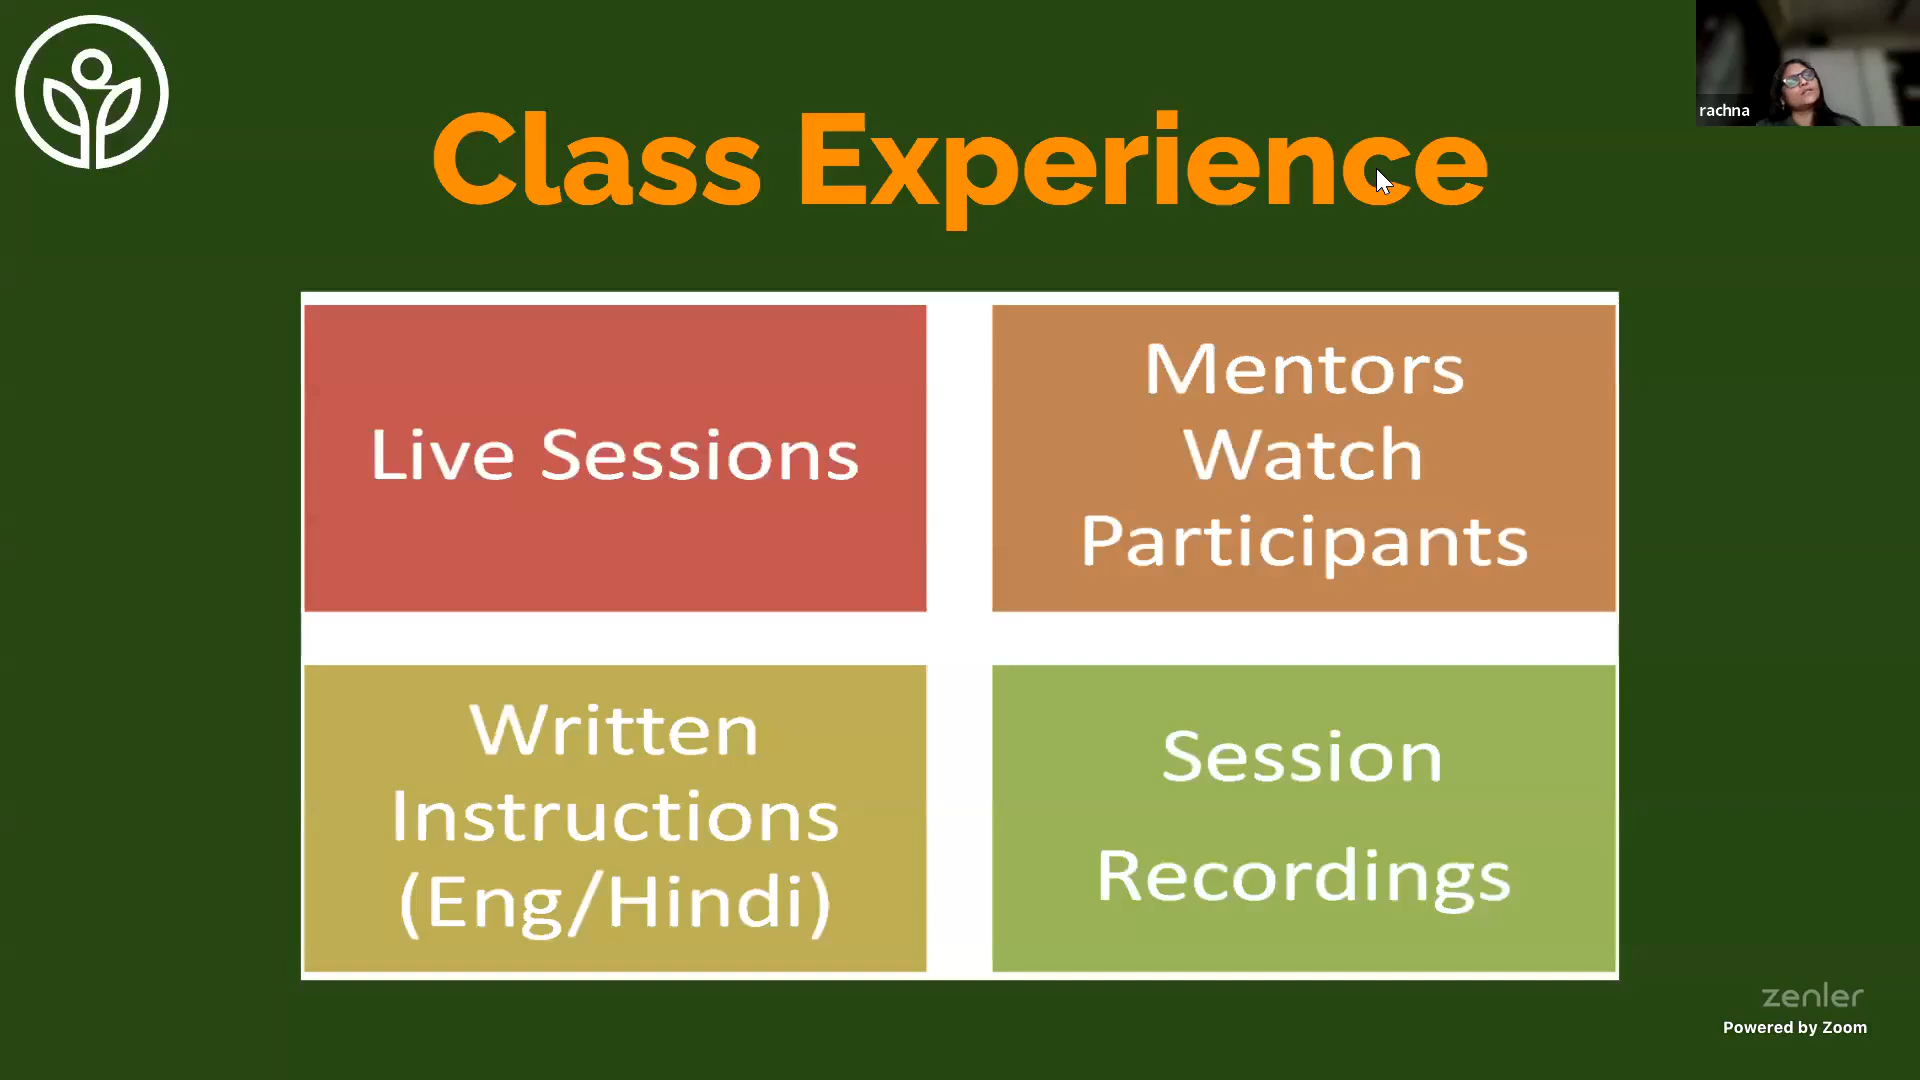 rachna
Class Experience
Live Sessions
Mentors
Watch
Participants
Written
Instructions
(Eng/Hindi)
Session
Recordings
zenler
Powered by Zoom